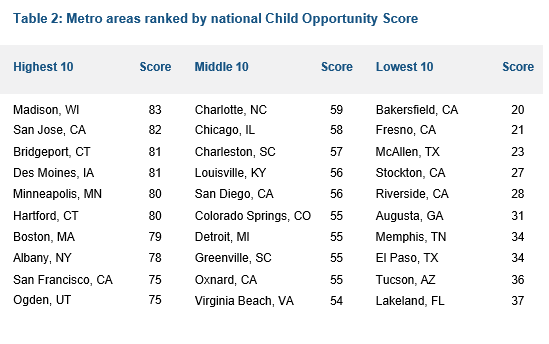 Table 2: Metro areas ranked by national Child Opportunity Score
Highest 10 Score Middle 10 Score Lowest 10 Score
Madison, WI 83 Charlotte, NC 59 Bakersfield, CA 20
San Jose, CA 82 Chicago, IL 58 Fresno, CA 21
Bridgeport, CT 81 Charleston, SC 57 McAllen, TX 23
Des Moines, IA 81 Louisville, KY 56 Stockton, CA 27
Minneapolis, MN 80 San Diego, CA 56 Riverside, CA 28
Hartford, CT 80 Colorado Springs, CO 55 Augusta, GA 31
Boston, MA 79 Detroit, MI 55 Memphis, TN 34
Albany, NY 78 Greenville, SC 55 El Paso, TX 34
San Francisco, CA 75 Oxnard, CA 55 Tucson, AZ 36
Ogden, UT 75 Virginia Beach, VA 54 Lakeland, FL 37